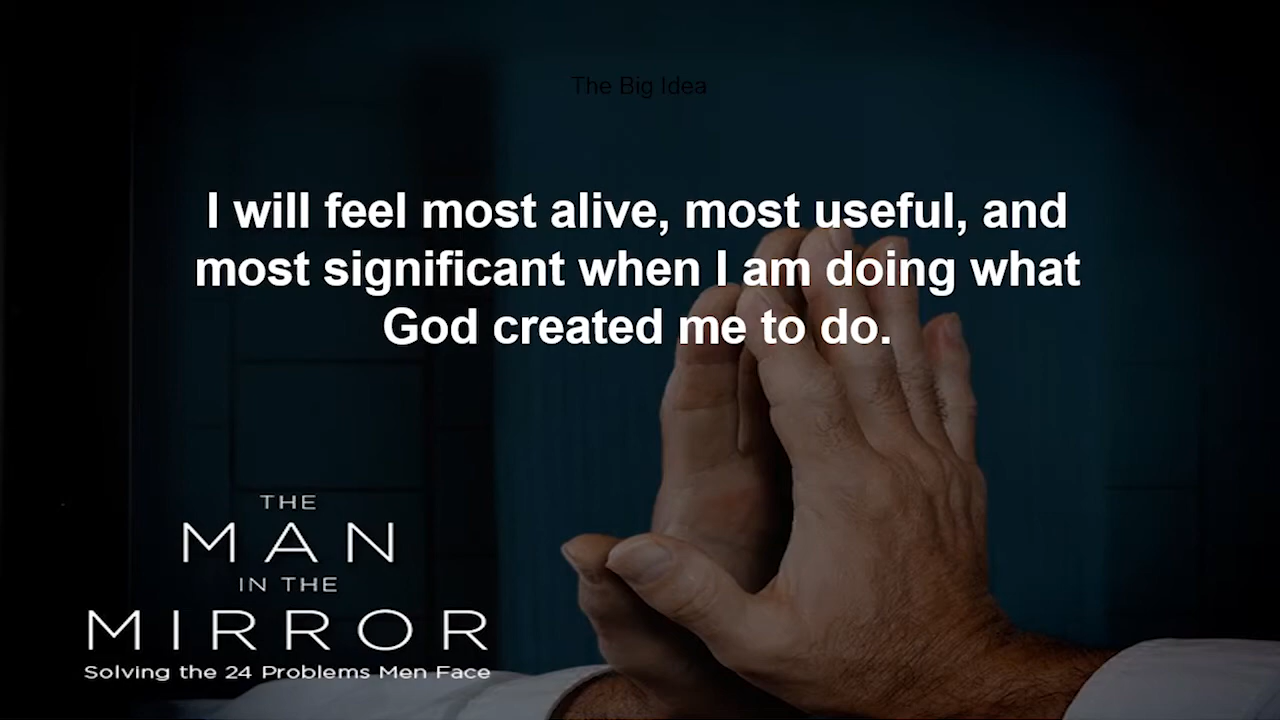 The Big Idea
I will feel most alive, most useful, and
most significant when I am doing what
God created me to do.
THE
MAN
IN THE
MIRROR
Solving the 24 Problems Men Face